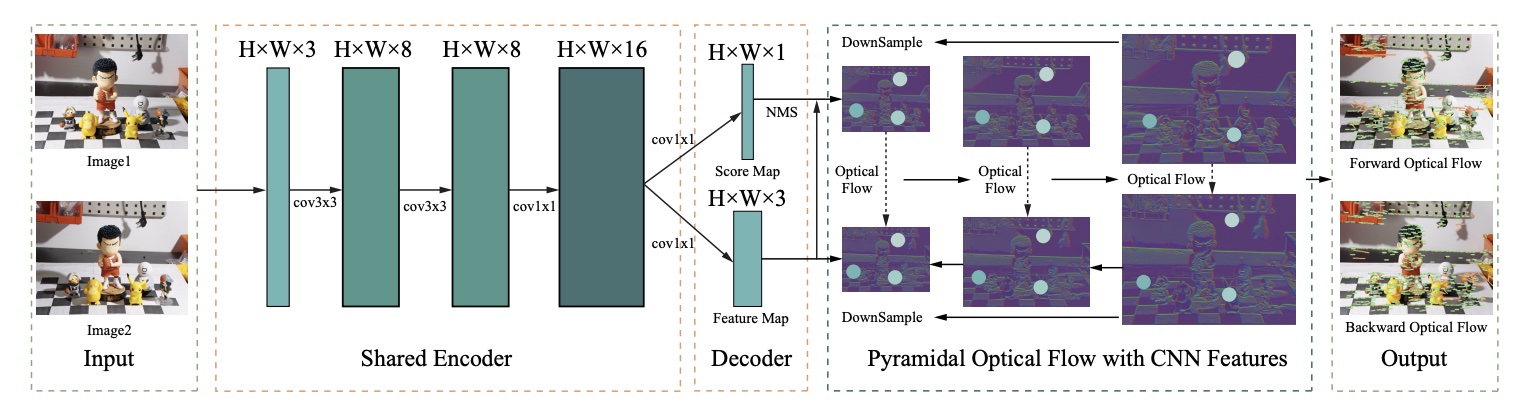 Image1
Image2
Input
H×W×3
H×W×8
H×W×8
H×W×16
cov3x3
cov3x3
cov1x1
Shared Encoder
cov1x1
cov1x1
H×W×1
Score Map
NMS
H×W×3
Feature Map
Decoder
DownSample
Optical
Flow
Optical
Flow
Optical Flow
DownSample
Pyramidal Optical Flow with CNN Features
Forward Optical Flow
Backward Optical Flow
Output